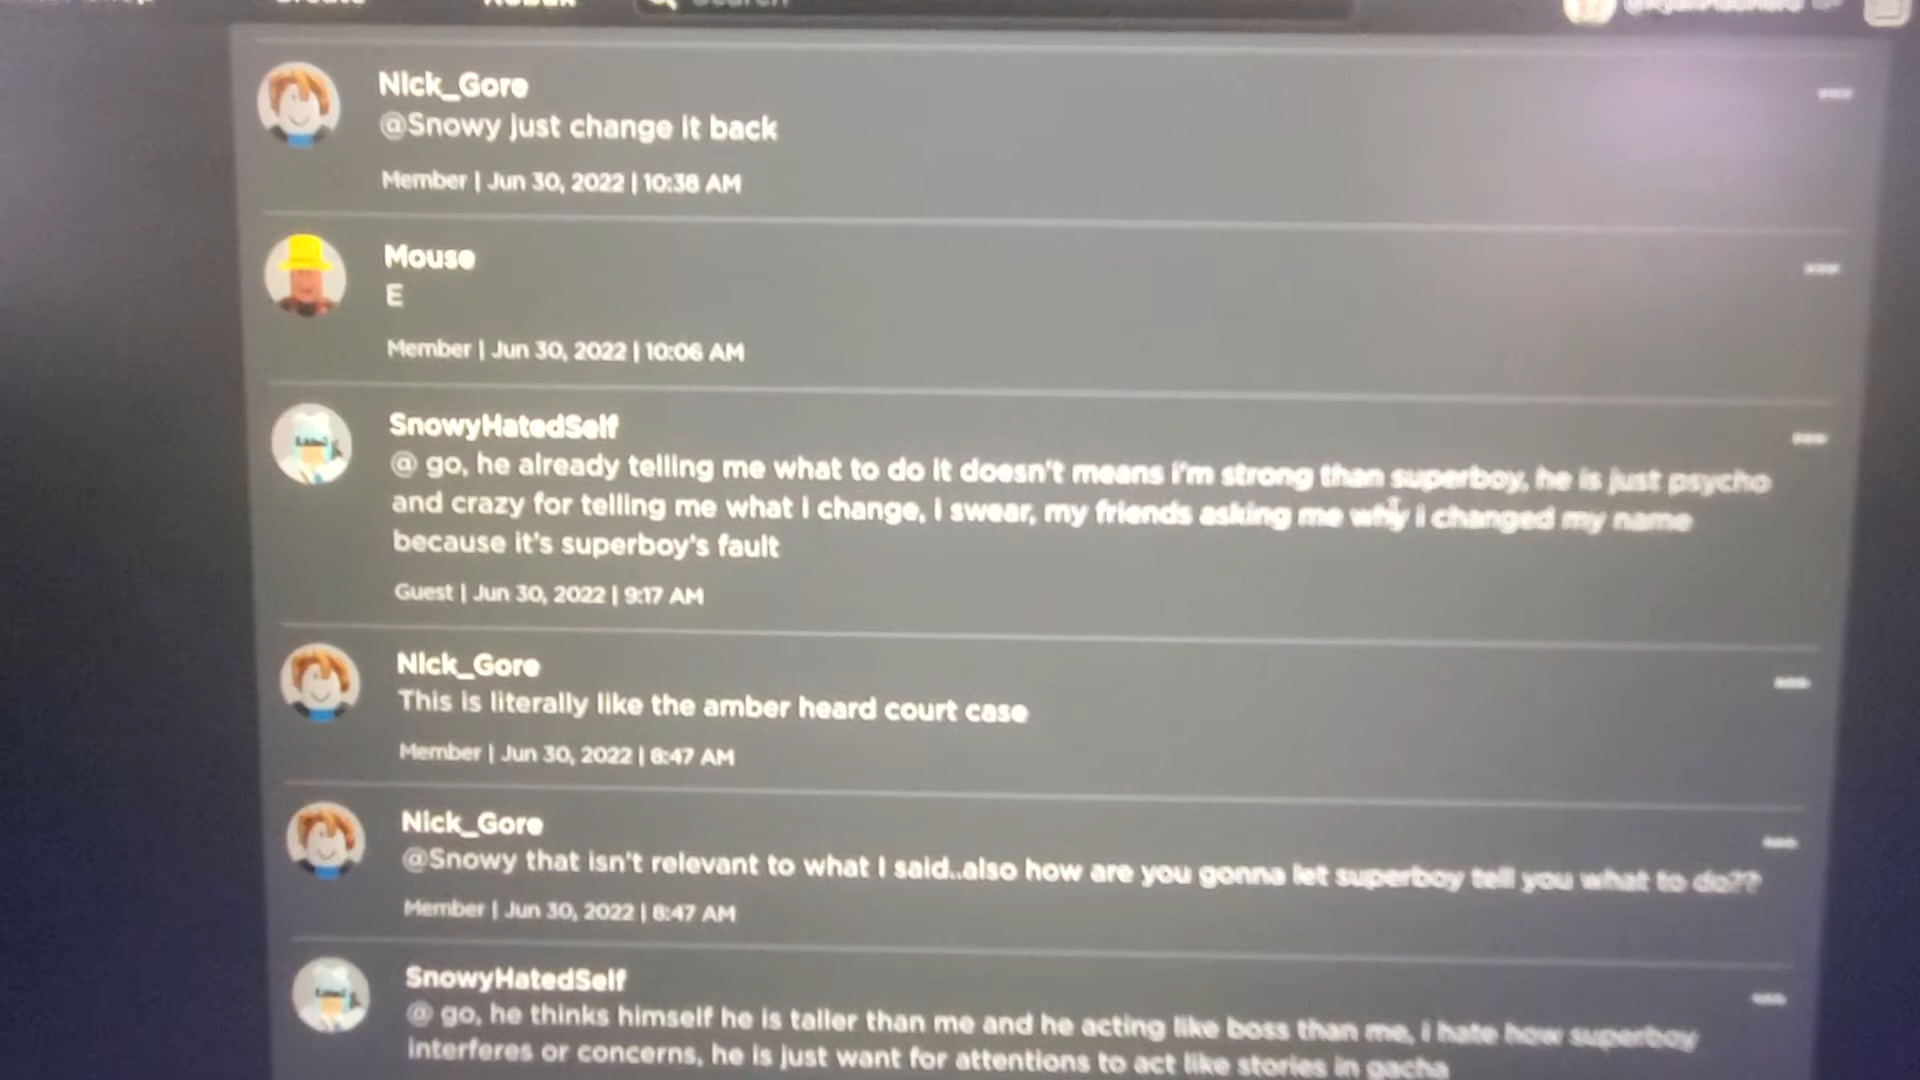 Create
Robux
Search
NIck_Gore
@Snowy just change it back
Member | Jun 30, 2022 | 10:38 AM
Mouse
E
Member | Jun 30, 2022 | 10:06 AM
SnowyHatedSelf
@ go, he already telling me what to do it doesn't means i'm strong than superboy, he is just psycho
and crazy for telling me what I change, I swear, my friends asking me why i changed my name
because it's superboy's fault
Guest | Jun 30, 2022 | 9:17 AM
NIck_Gore
This is literally like the amber heard court case
Member | Jun 30, 2022 | 8:47 AM
NIck_Gore
@Snowy that isn't relevant to what I said..also how are you gonna let superboy tell you what to do??
Member | Jun 30, 2022 | 8:47 AM
SnowyHatedSelf
@ go, he thinks himself he is taller than me and he acting like boss than me, i hate how superboy
interferes or concerns, he is just want for attentions to act like stories in gacha